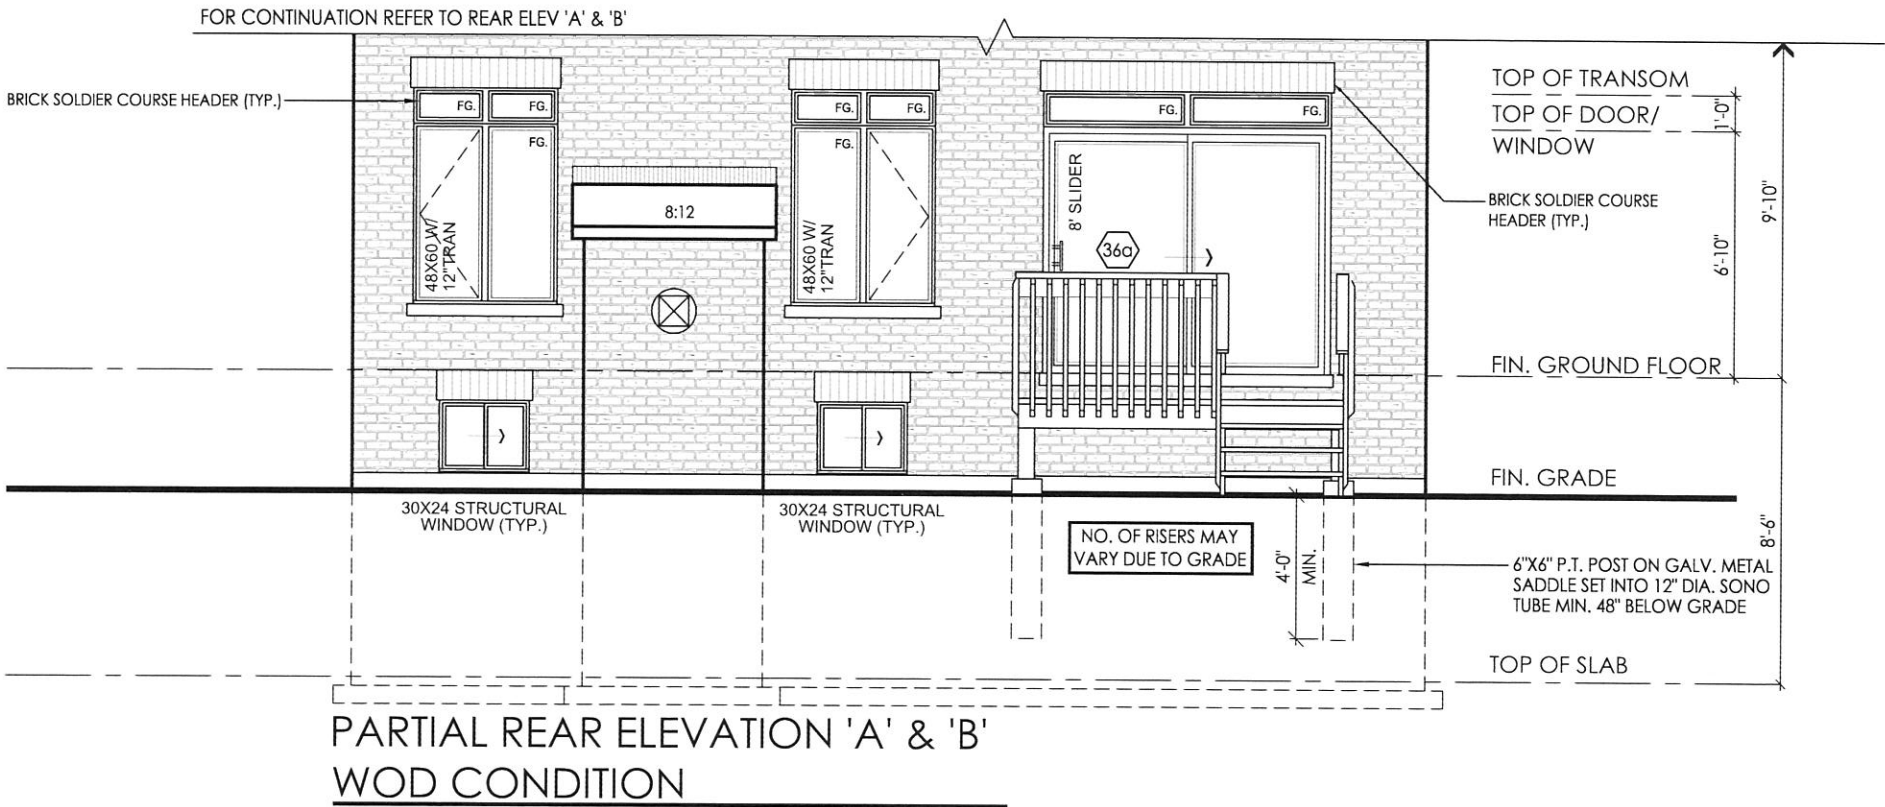 FOR CONTINUATION REFER TO REAR ELEV 'A' & 'B'
BRICK SOLDIER COURSE HEADER (TYP.)
FG.
FG.
FG.
48X60 W/
12"TRAN
8:12
FG.
FG.
FG.
48X60 W/
12"TRAN
FG.
FG.
8' SLIDER
36a
TOP OF TRANSOM
TOP OF DOOR/
WINDOW
1'-0"
9'-10"
6'-10"
BRICK SOLDIER COURSE
HEADER (TYP.)
FIN. GROUND FLOOR
FIN. GRADE
30X24 STRUCTURAL
WINDOW (TYP.)
30X24 STRUCTURAL
WINDOW (TYP.)
NO. OF RISERS MAY
VARY DUE TO GRADE
4'-0"
MIN.
8'-6"
6"X6" P.T. POST ON GALV. METAL
SADDLE SET INTO 12" DIA. SONO
TUBE MIN. 48" BELOW GRADE
TOP OF SLAB
PARTIAL REAR ELEVATION 'A' & 'B'
WOD CONDITION